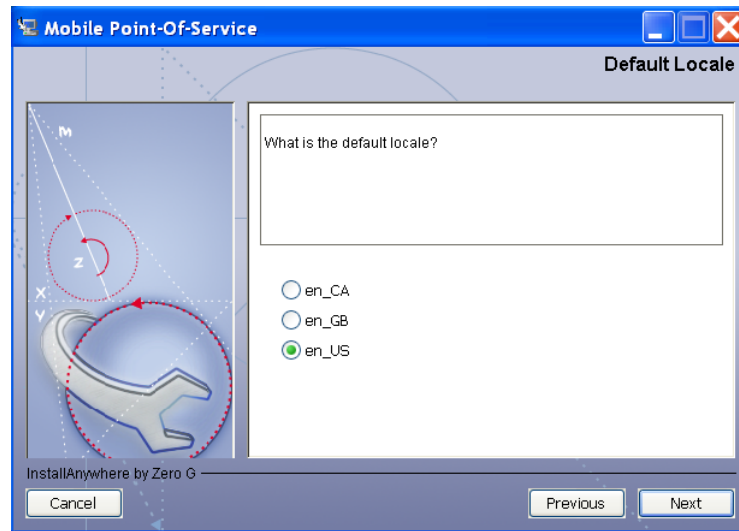 Mobile Point-Of-Service
Default Locale
M
Z
X
Y
What is the default locale?
en_CA
en_GB
en_US
InstallAnywhere by Zero G
Cancel
Previous
Next